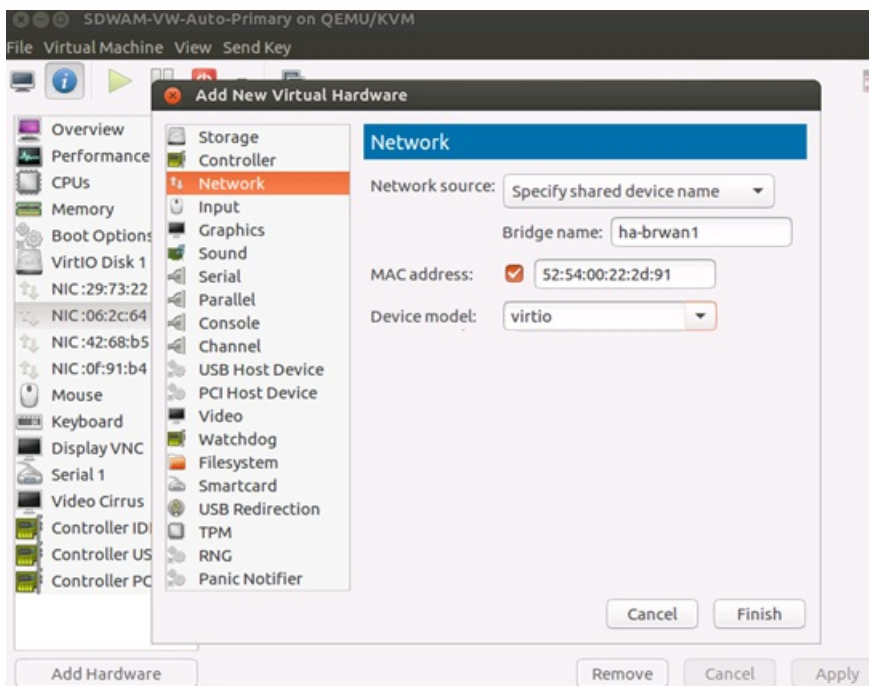 SDWAM-VW-Auto-Primary on QEMU/KVM
File Virtual Machine View Send Key
Add New Virtual Hardware
Overview
Performance
CPUs
Memory
Boot Options
VirtIO Disk 1
NIC :29:73:22
NIC :06:2c:64
NIC :42:68:b5
NIC :0f:91:b4
Mouse
Keyboard
Display VNC
Serial 1
Video Cirrus
Controller IDE
Controller US
Controller PC
Storage
Controller
Network
Input
Graphics
Sound
Serial
Parallel
Console
Channel
USB Host Device
PCI Host Device
Video
Watchdog
Filesystem
Smartcard
USB Redirection
TPM
RNG
Panic Notifier
Network
Network source: Specify shared device name
Bridge name: ha-brwan1
MAC address: 52:54:00:22:2d:91
Device model: virtio
Cancel Finish
Add Hardware Remove Cancel Apply